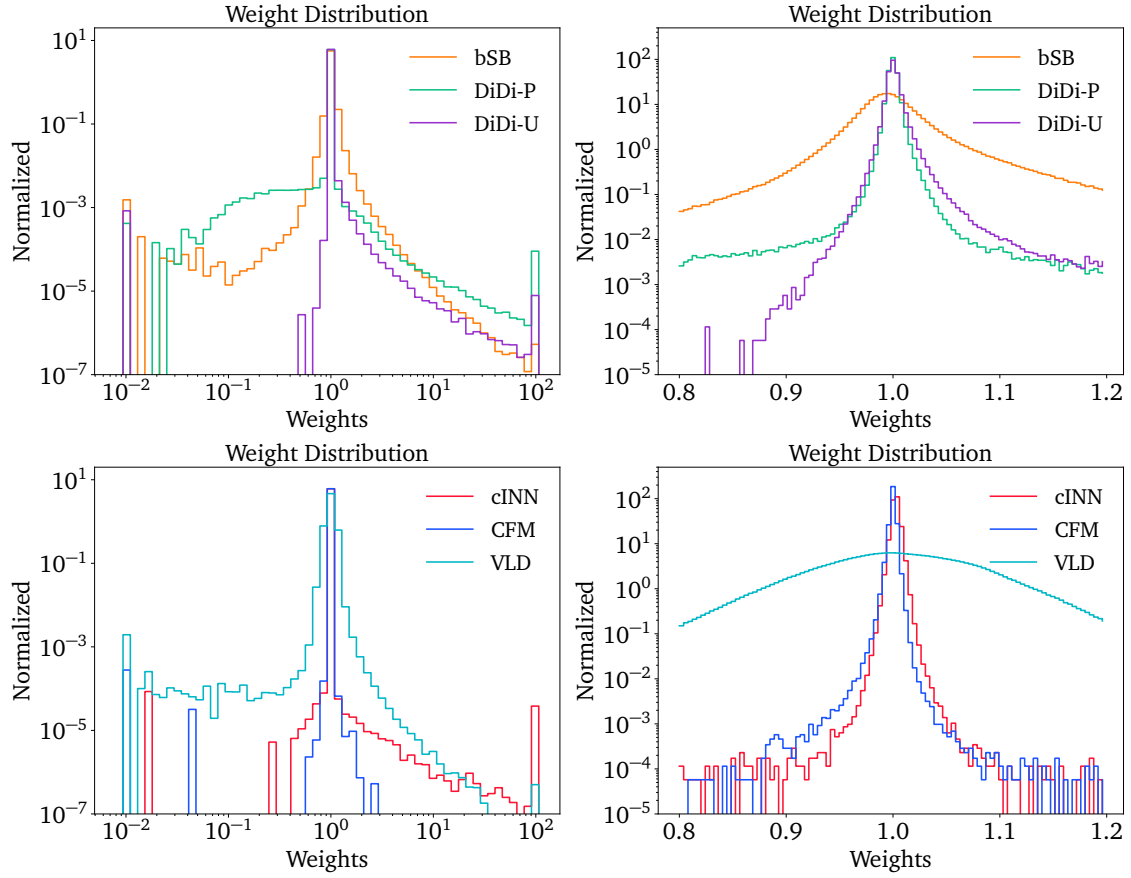 Weight Distribution
Normalized
10^1
10^-1
10^-3
10^-5
10^-7
bSB
DiDi-P
DiDi-U
10^-2
10^-1
10^0
10^1
10^2
Weights
Weight Distribution
Normalized
10^2
10^1
10^0
10^-1
10^-2
10^-3
10^-4
10^-5
bSB
DiDi-P
DiDi-U
0.8
0.9
1.0
1.1
1.2
Weights
Weight Distribution
Normalized
10^1
10^-1
10^-3
10^-5
10^-7
cINN
CFM
VLD
10^-2
10^-1
10^0
10^1
10^2
Weights
Weight Distribution
Normalized
10^2
10^1
10^0
10^-1
10^-2
10^-3
10^-4
10^-5
cINN
CFM
VLD
0.8
0.9
1.0
1.1
1.2
Weights